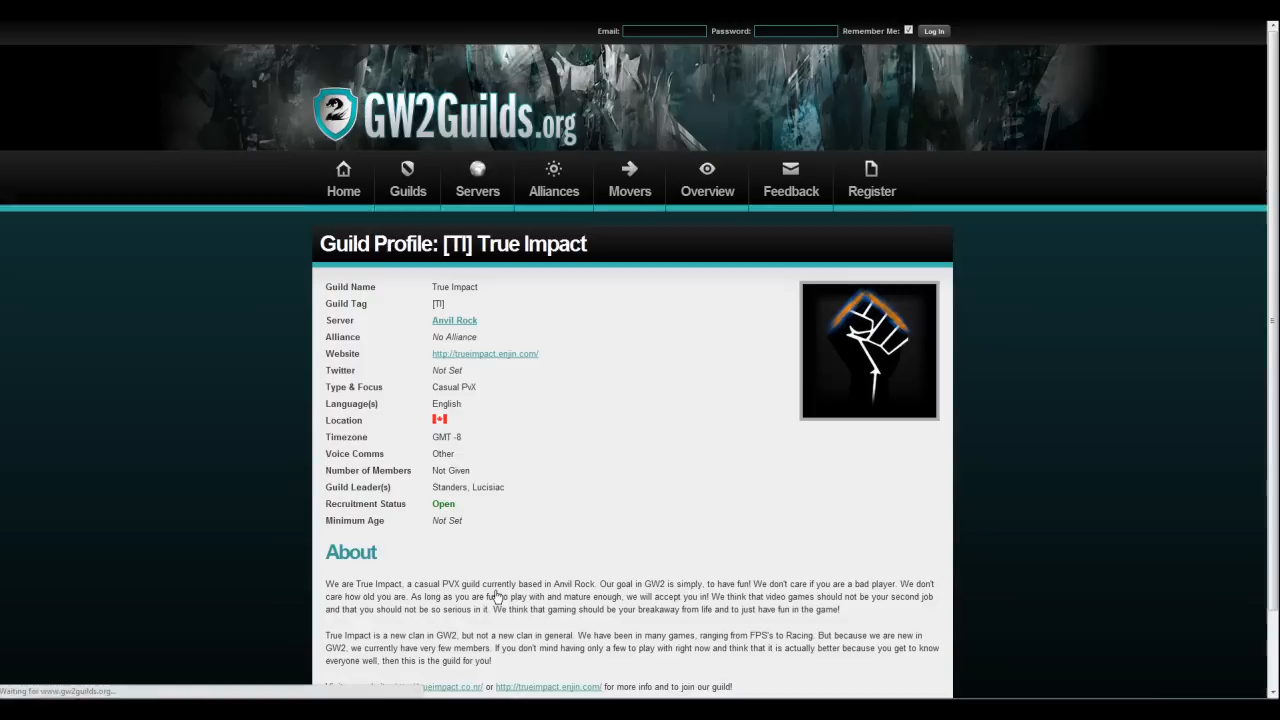 Email: Password: Remember Me: Log In
GW2Guilds.org
Home Guilds Servers Alliances Movers Overview Feedback Register
Guild Profile: [TI] True Impact
Guild Name True Impact
Guild Tag [TI]
Server Anvil Rock
Alliance No Alliance
Website http://trueimpact.enjin.com/
Twitter Not Set
Type & Focus Casual PvX
Language(s) English
Location
Timezone GMT -8
Voice Comms Other
Number of Members Not Given
Guild Leader(s) Standers, Lucisiac
Recruitment Status Open
Minimum Age Not Set
About
We are True Impact, a casual PVX guild currently based in Anvil Rock. Our goal in GW2 is simply, to have fun! We don't care if you are a bad player. We don't
care how old you are. As long as you are fun to play with and mature enough, we will accept you in! We think that video games should not be your second job
and that you should not be so serious in it. We think that gaming should be your breakaway from life and to just have fun in the game!
True Impact is a new clan in GW2, but not a new clan in general. We have been in many games, ranging from FPS's to Racing. But because we are new in
GW2, we currently have very few members. If you don't mind having only a few to play with right now and think that it is actually better because you get to know
everyone well, then this is the guild for you!
ueimpact.co.nr/ or http://trueimpact.enjin.com/ for more info and to join our guild!
Waiting for www.gw2guilds.org...